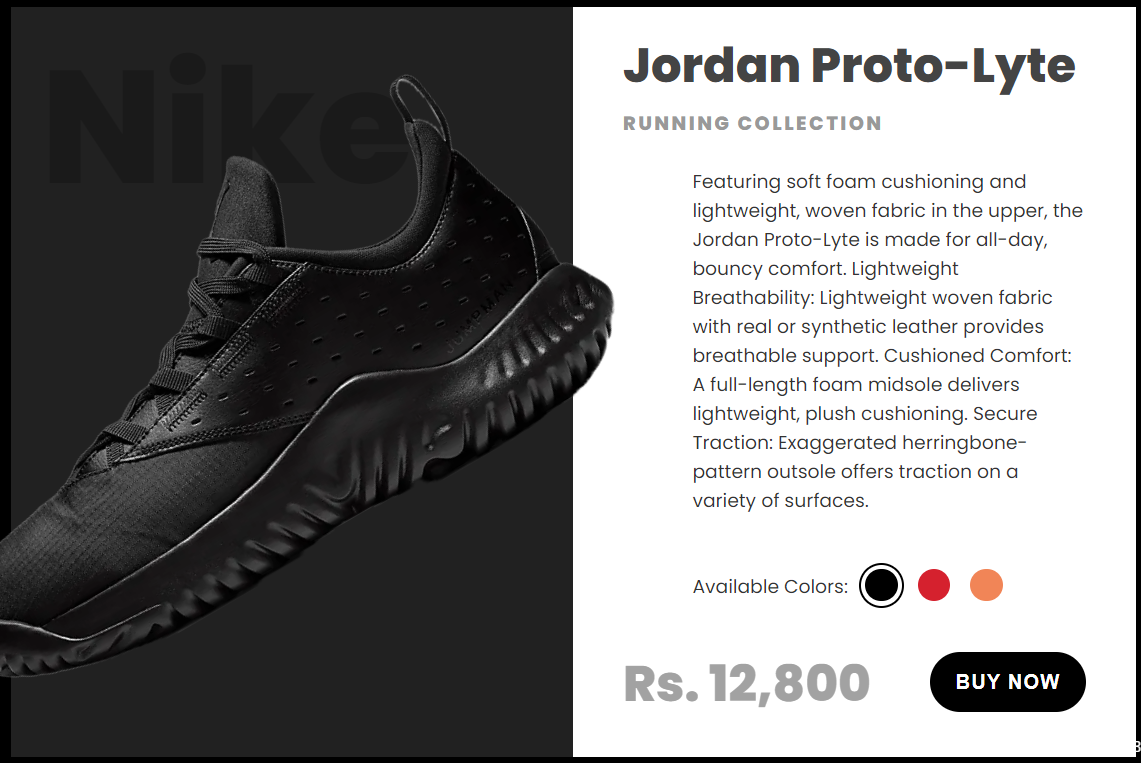 Nike
Jordan Proto-Lyte
RUNNING COLLECTION
Featuring soft foam cushioning and
lightweight, woven fabric in the upper, the
Jordan Proto-Lyte is made for all-day,
bouncy comfort. Lightweight
Breathability: Lightweight woven fabric
with real or synthetic leather provides
breathable support. Cushioned Comfort:
A full-length foam midsole delivers
lightweight, plush cushioning. Secure
Traction: Exaggerated herringbone-
pattern outsole offers traction on a
variety of surfaces.
Available Colors:
Rs. 12,800
BUY NOW
JUMPMAN